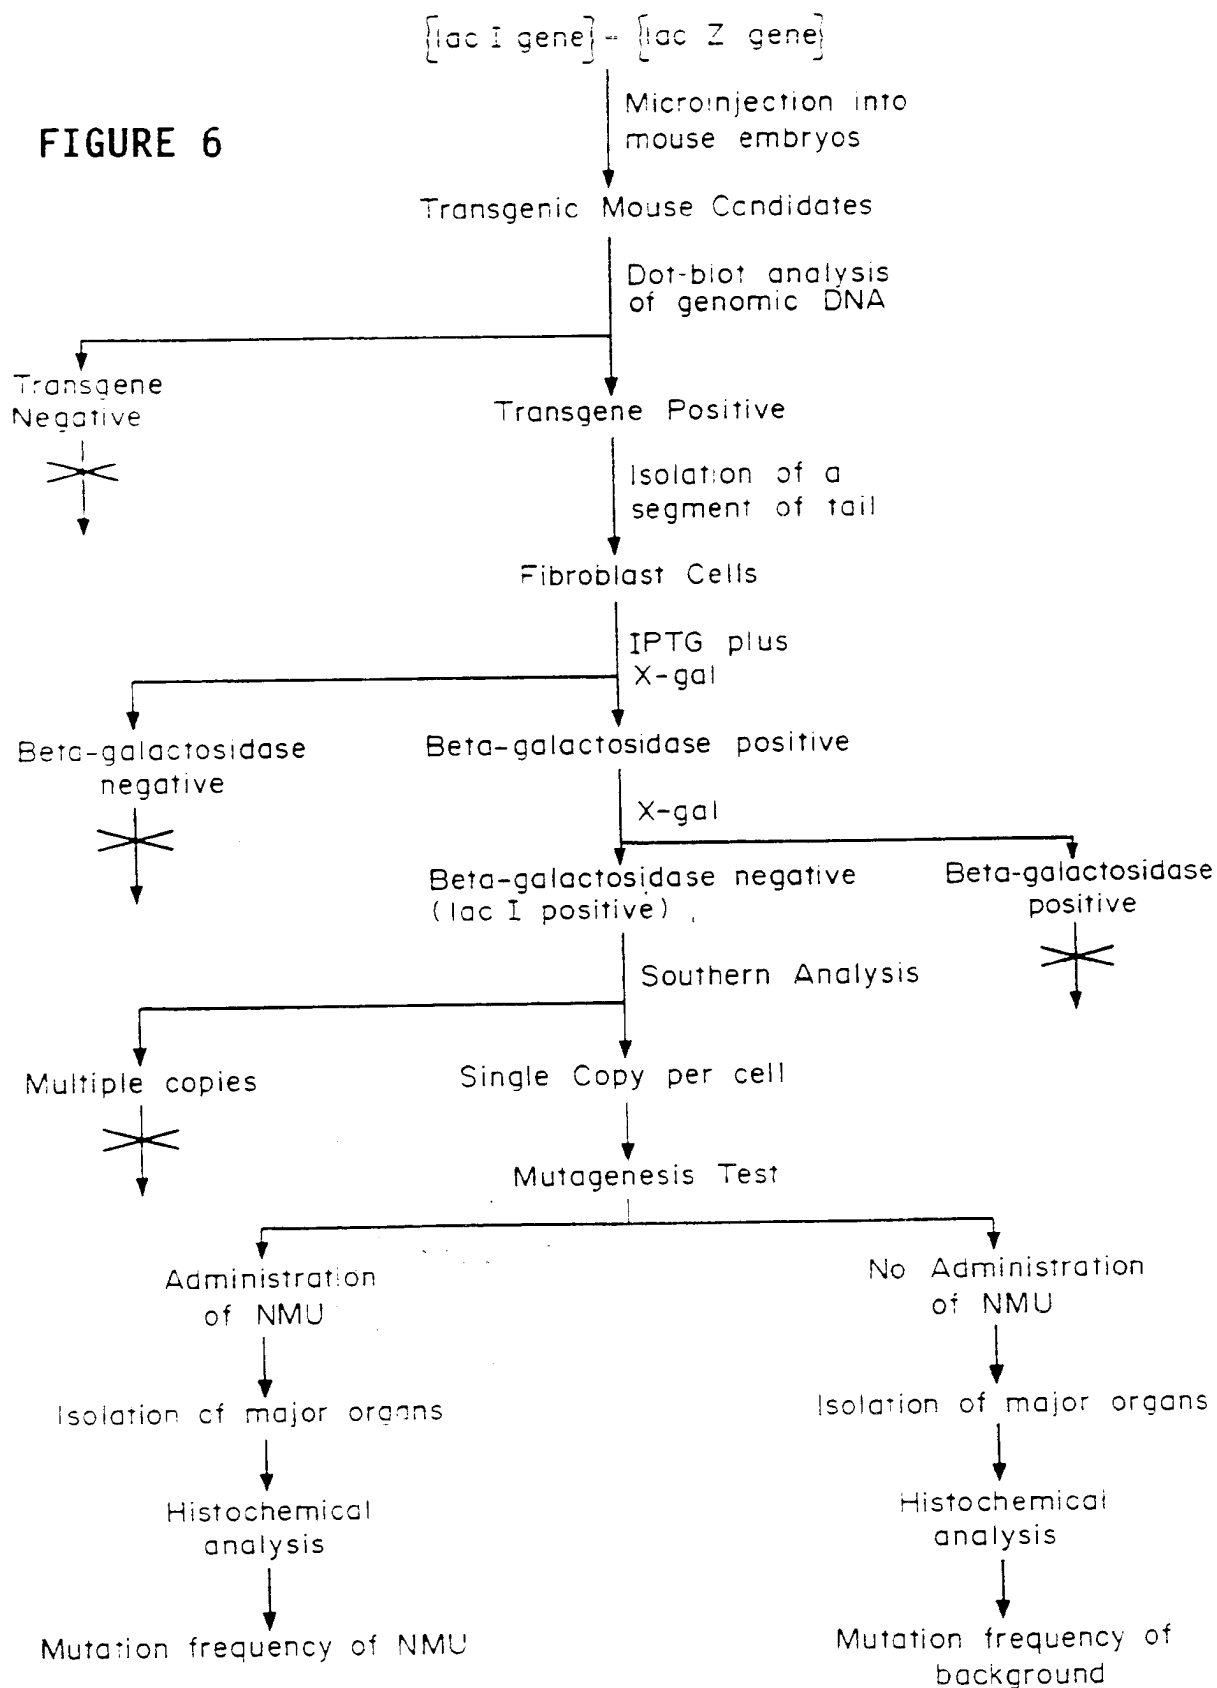 {lac I gene} - {lac Z gene}
Microinjection into
mouse embryos
FIGURE 6
Transgenic Mouse Candidates
Dot-blot analysis
of genomic DNA
Transgene
Negative
Transgene Positive
Isolation of a
segment of tail
Fibroblast Cells
IPTG plus
X-gal
Beta-galactosidase
negative
Beta-galactosidase positive
X-gal
Beta-galactosidase negative
(lac I positive)
Beta-galactosidase
positive
Southern Analysis
Multiple copies
Single Copy per cell
Mutagenesis Test
Administration
of NMU
No Administration
of NMU
Isolation of major organs
Isolation of major organs
Histochemical
analysis
Histochemical
analysis
Mutation frequency of NMU
Mutation frequency of
background